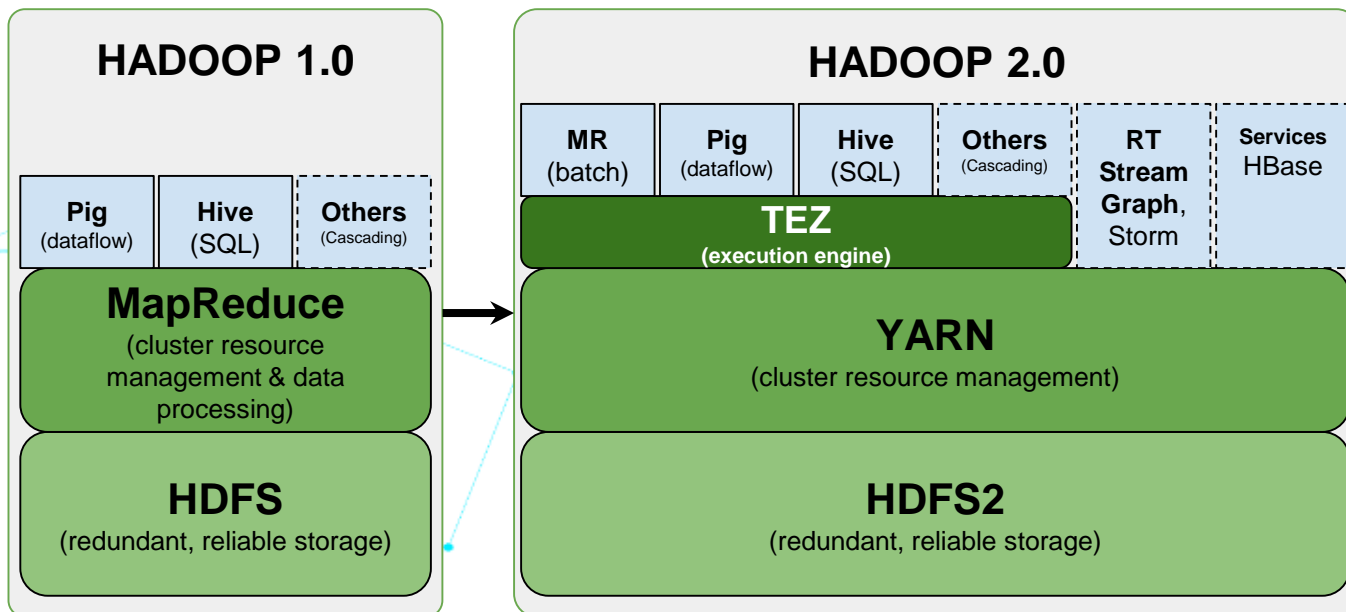 HADOOP 1.0
Pig
(dataflow)
Hive
(SQL)
Others
(Cascading)
MapReduce
(cluster resource
management & data
processing)
HDFS
(redundant, reliable storage)
HADOOP 2.0
MR
(batch)
Pig
(dataflow)
Hive
(SQL)
Others
(Cascading)
RT
Stream
Graph,
Storm
Services
HBase
TEZ
(execution engine)
YARN
(cluster resource management)
HDFS2
(redundant, reliable storage)